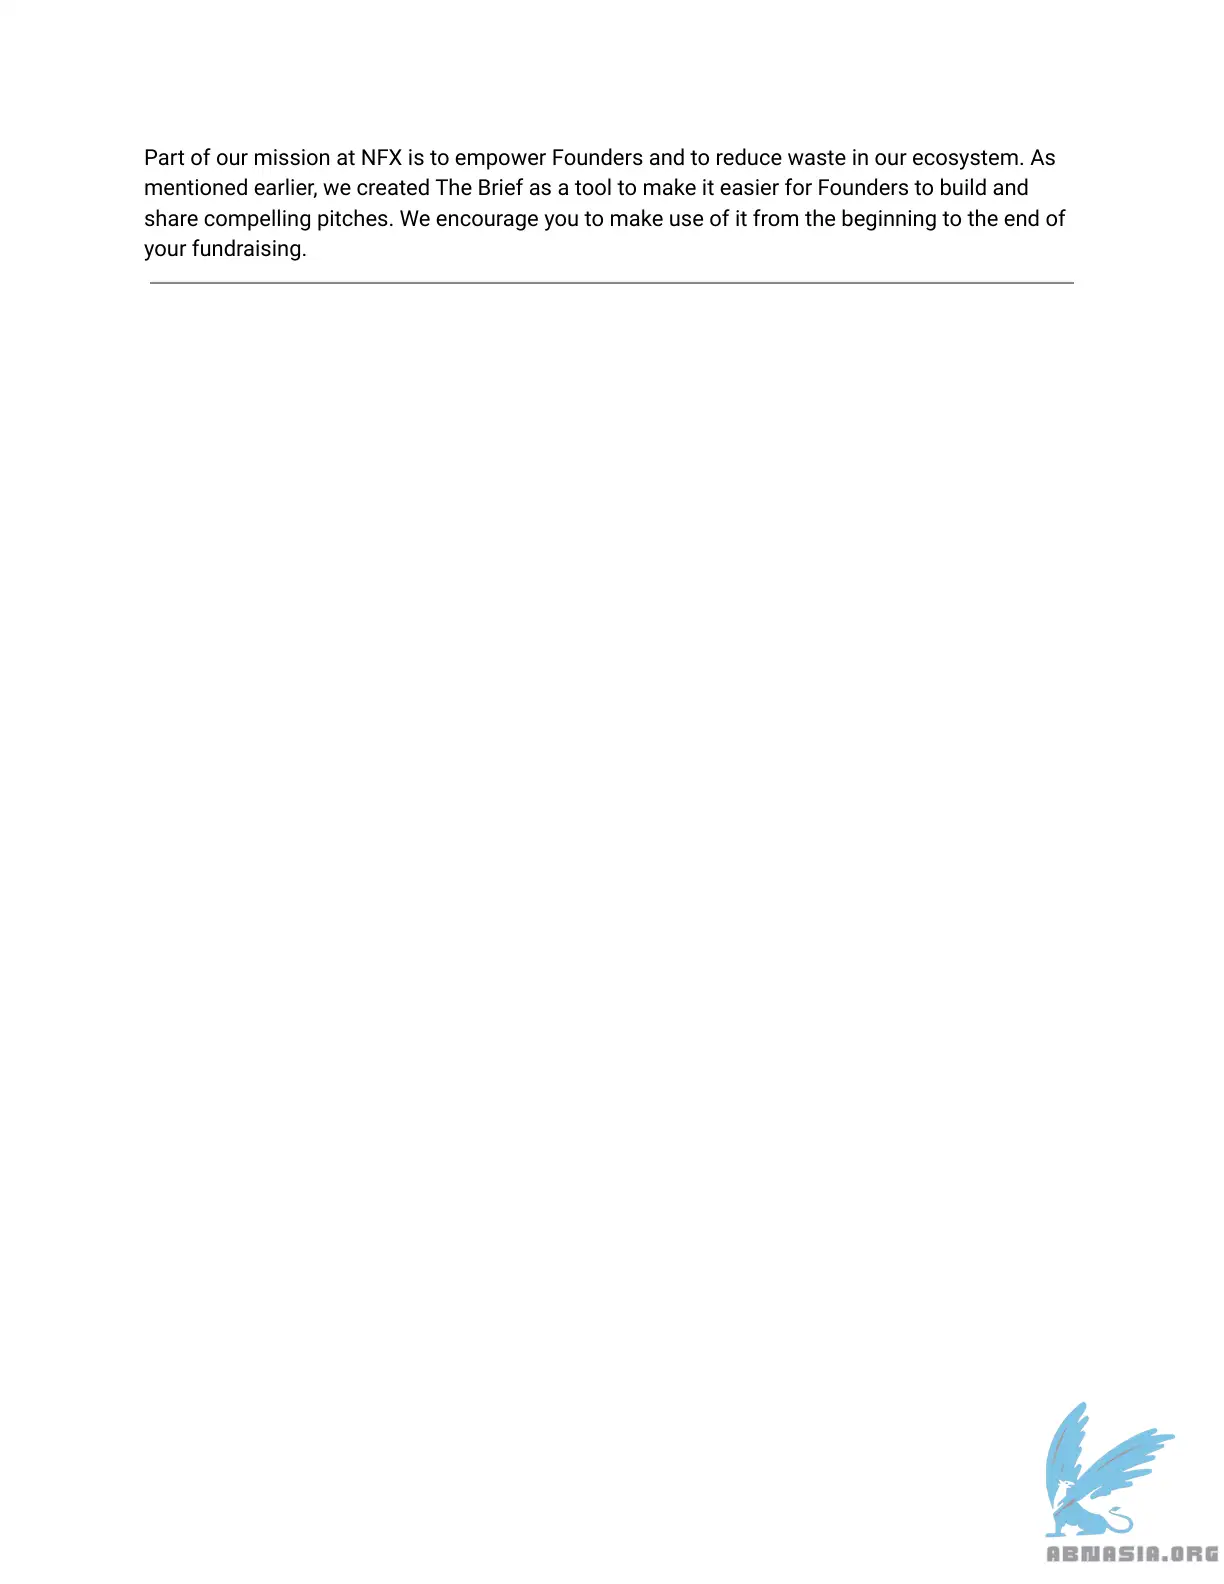 Part of our mission at NFX is to empower Founders and to reduce waste in our ecosystem. As
mentioned earlier, we created The Brief as a tool to make it easier for Founders to build and
share compelling pitches. We encourage you to make use of it from the beginning to the end of
your fundraising.
ABNASIA.ORG